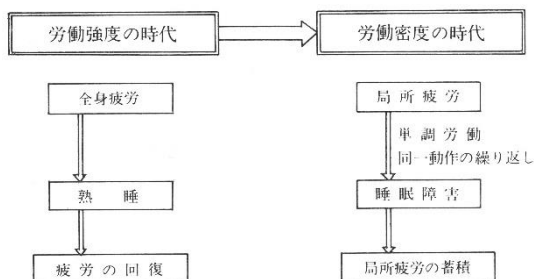 労働強度の時代
労働密度の時代
全身疲労
局所疲労
単調労働
同一動作の繰り返し
熟睡
睡眠障害
疲労の回復
局所疲労の蓄積